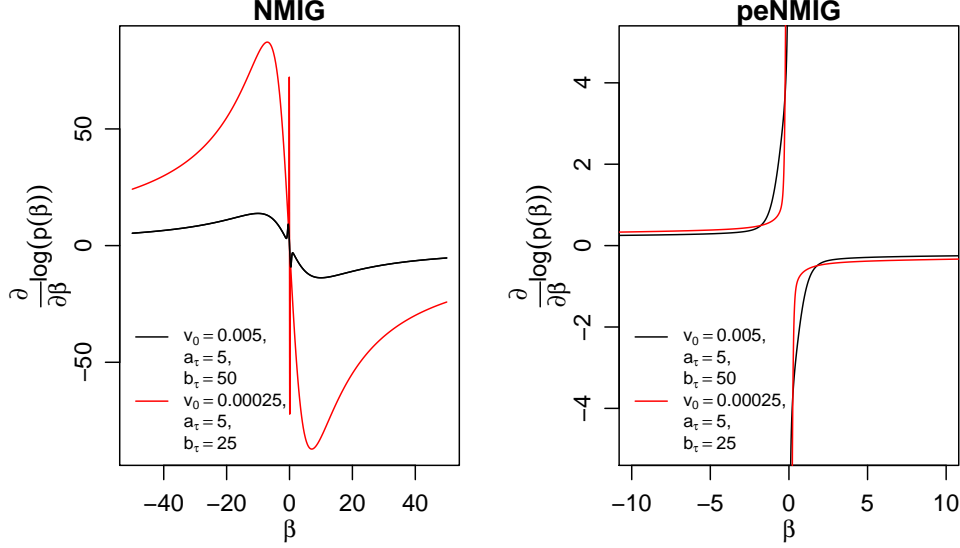 NMIG
50
0
−50
∂/∂β log(p(β))
v₀ = 0.005,
aτ = 5,
bτ = 50
v₀ = 0.00025,
aτ = 5,
bτ = 25
−40 −20 0 20 40
β
peNMIG
4
2
0
−2
−4
∂/∂β log(p(β))
v₀ = 0.005,
aτ = 5,
bτ = 50
v₀ = 0.00025,
aτ = 5,
bτ = 25
−10 −5 0 5 10
β